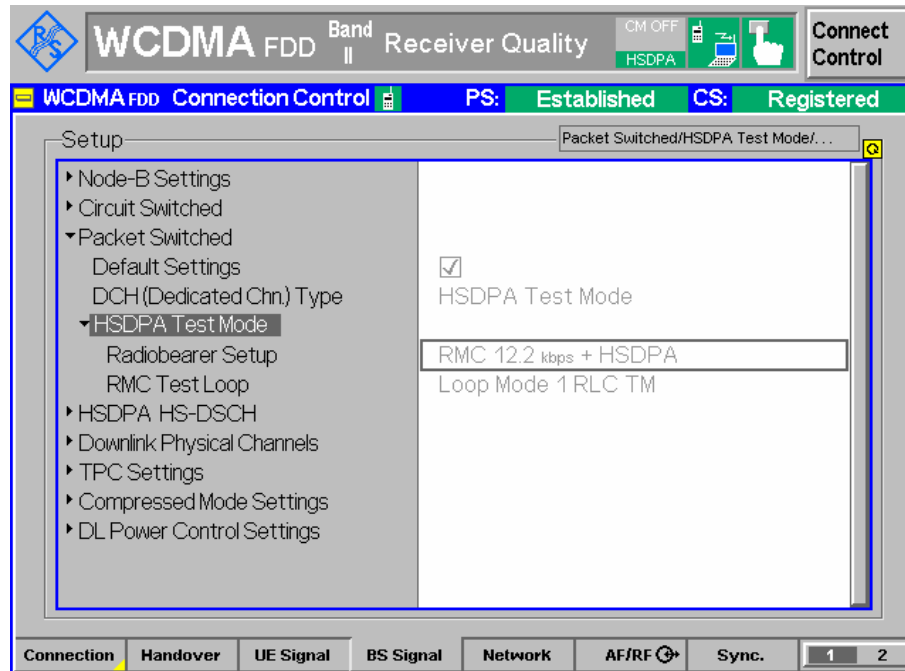 R&S WCDMA FDD Band II Receiver Quality CM OFF HSDPA Connect Control
WCDMA FDD Connection Control PS: Established CS: Registered
Setup Packet Switched/HSDPA Test Mode/...
Node-B Settings
Circuit Switched
Packet Switched
Default Settings
DCH (Dedicated Chn.) Type HSDPA Test Mode
HSDPA Test Mode
Radiobearer Setup RMC 12.2 kbps + HSDPA
RMC Test Loop Loop Mode 1 RLC TM
HSDPA HS-DSCH
Downlink Physical Channels
TPC Settings
Compressed Mode Settings
DL Power Control Settings
Connection Handover UE Signal BS Signal Network AF/RF Sync. 1 2